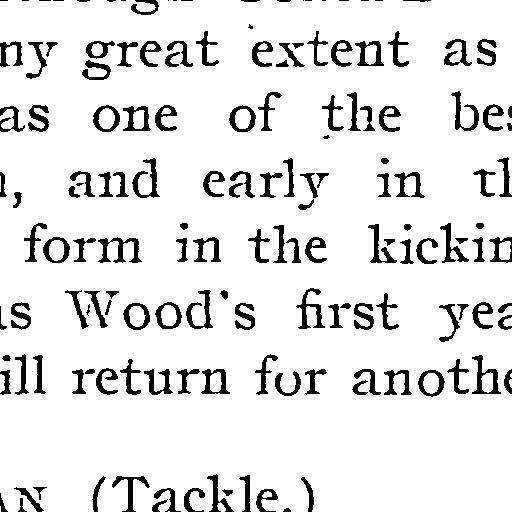 ny great extent as
as one of the bes
, and early in th
form in the kickin
as Wood's first yea
ill return for anothe
AN (Tackle.)